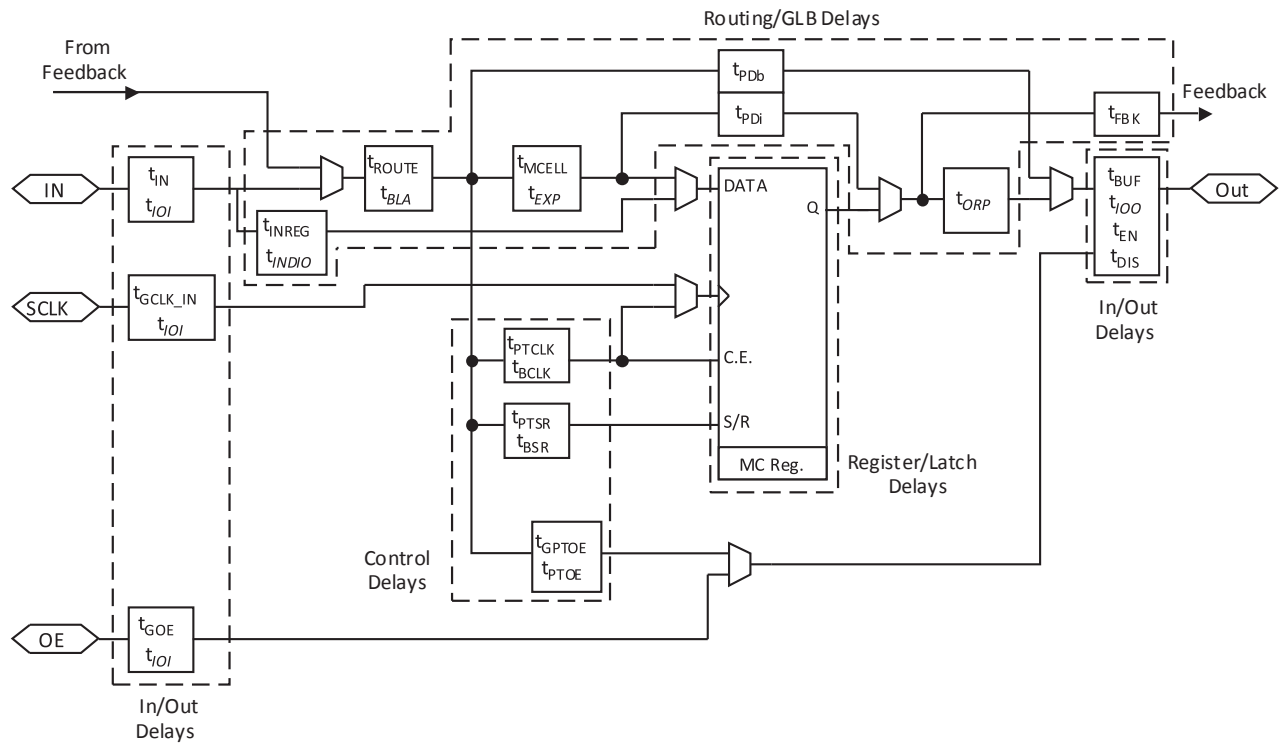 Routing/GLB Delays
From
Feedback
tPDb
tPDi
Feedback
tFBK
IN
tIN
tIOI
tROUTE
tBLA
tMCELL
tEXP
DATA
Q
tORP
tBUF
tIOO
tEN
tDIS
Out
tINREG
tINDIO
SCLK
tGCLK_IN
tIOI
In/Out
Delays
tPTCLK
tBCLK
C.E.
tPTSR
tBSR
S/R
MC Reg.
Register/Latch
Delays
Control
Delays
tGPTOE
tPTOE
OE
tGOE
tIOI
In/Out
Delays